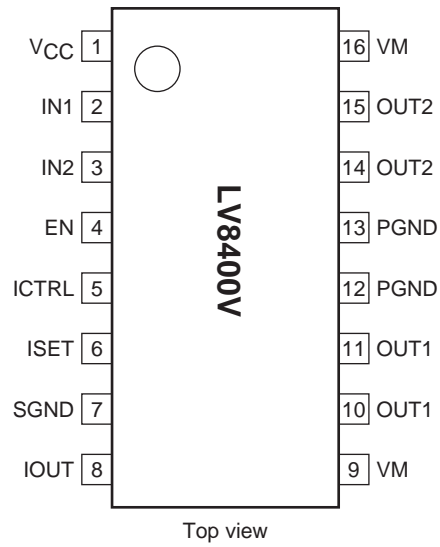 VCC 1
IN1 2
IN2 3
EN 4
ICTRL 5
ISET 6
SGND 7
IOUT 8
LV8400V
16 VM
15 OUT2
14 OUT2
13 PGND
12 PGND
11 OUT1
10 OUT1
9 VM
Top view